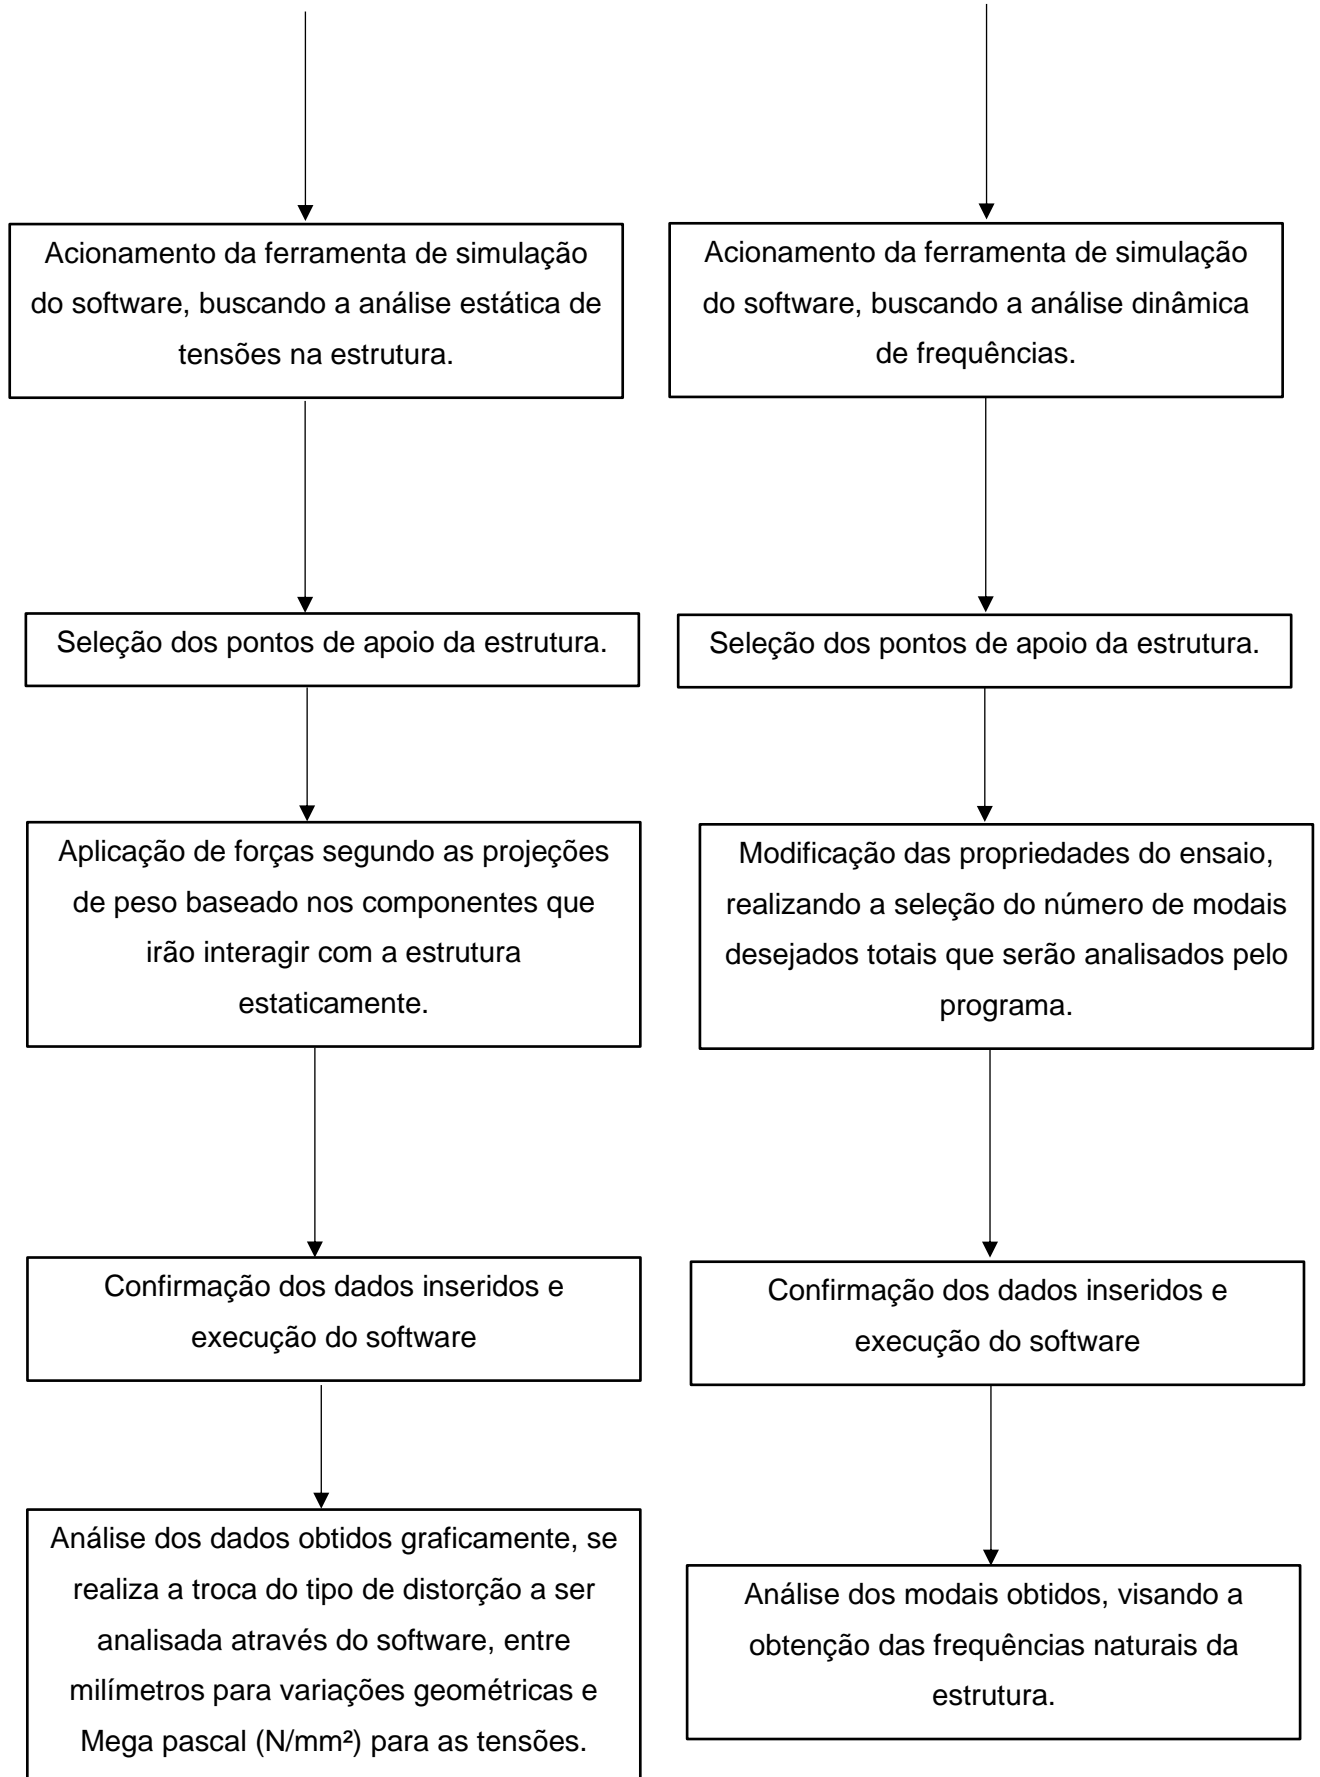 Acionamento da ferramenta de simulação
do software, buscando a análise estática de
tensões na estrutura.
Acionamento da ferramenta de simulação
do software, buscando a análise dinâmica
de frequências.
Seleção dos pontos de apoio da estrutura.
Seleção dos pontos de apoio da estrutura.
Aplicação de forças segundo as projeções
de peso baseado nos componentes que
irão interagir com a estrutura
estaticamente.
Modificação das propriedades do ensaio,
realizando a seleção do número de modais
desejados totais que serão analisados pelo
programa.
Confirmação dos dados inseridos e
execução do software
Confirmação dos dados inseridos e
execução do software
Análise dos dados obtidos graficamente, se
realiza a troca do tipo de distorção a ser
analisada através do software, entre
milímetros para variações geométricas e
Mega pascal (N/mm²) para as tensões.
Análise dos modais obtidos, visando a
obtenção das frequências naturais da
estrutura.